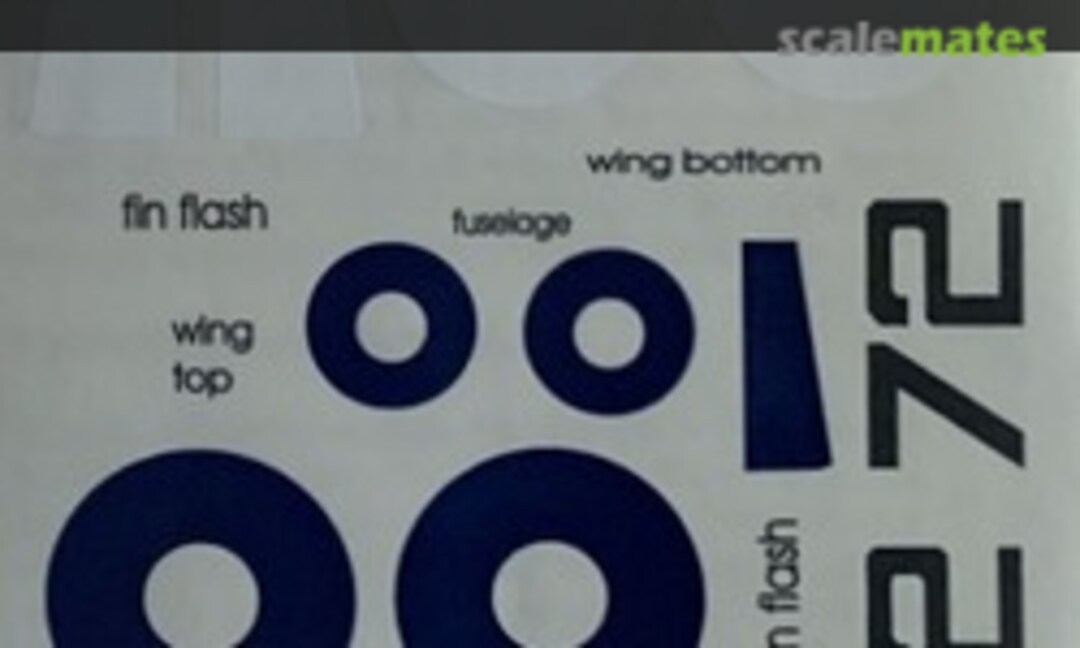 scalemates
wing bottom
fin flash
fuselage
wing
top
72
flash